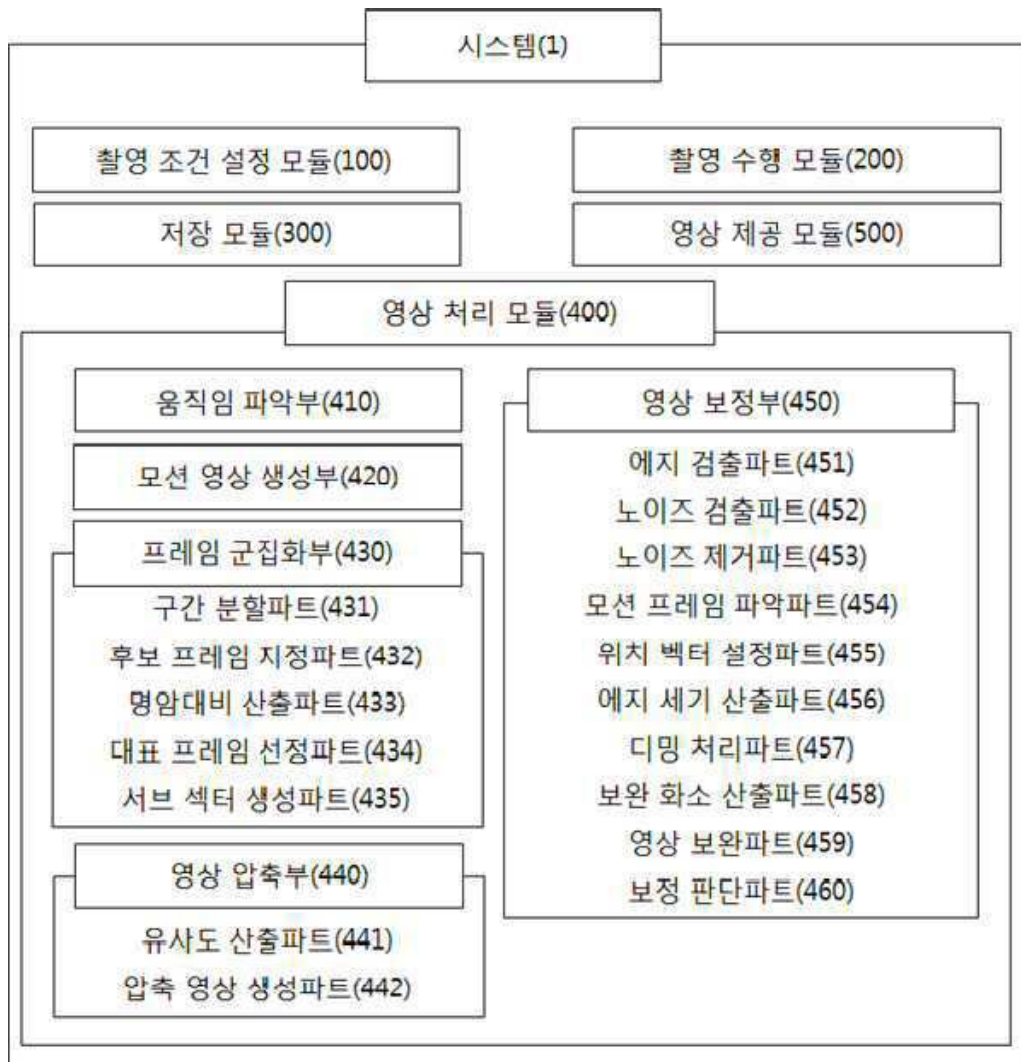 시스템(1)
촬영 조건 설정 모듈(100)
촬영 수행 모듈(200)
저장 모듈(300)
영상 제공 모듈(500)
영상 처리 모듈(400)
움직임 파악부(410)
모션 영상 생성부(420)
프레임 군집화부(430)
구간 분할파트(431)
후보 프레임 지정파트(432)
명암대비 산출파트(433)
대표 프레임 선정파트(434)
서브 섹터 생성파트(435)
영상 압축부(440)
유사도 산출파트(441)
압축 영상 생성파트(442)
영상 보정부(450)
에지 검출파트(451)
노이즈 검출파트(452)
노이즈 제거파트(453)
모션 프레임 파악파트(454)
위치 벡터 설정파트(455)
에지 세기 산출파트(456)
디밍 처리파트(457)
보완 화소 산출파트(458)
영상 보완파트(459)
보정 판단파트(460)